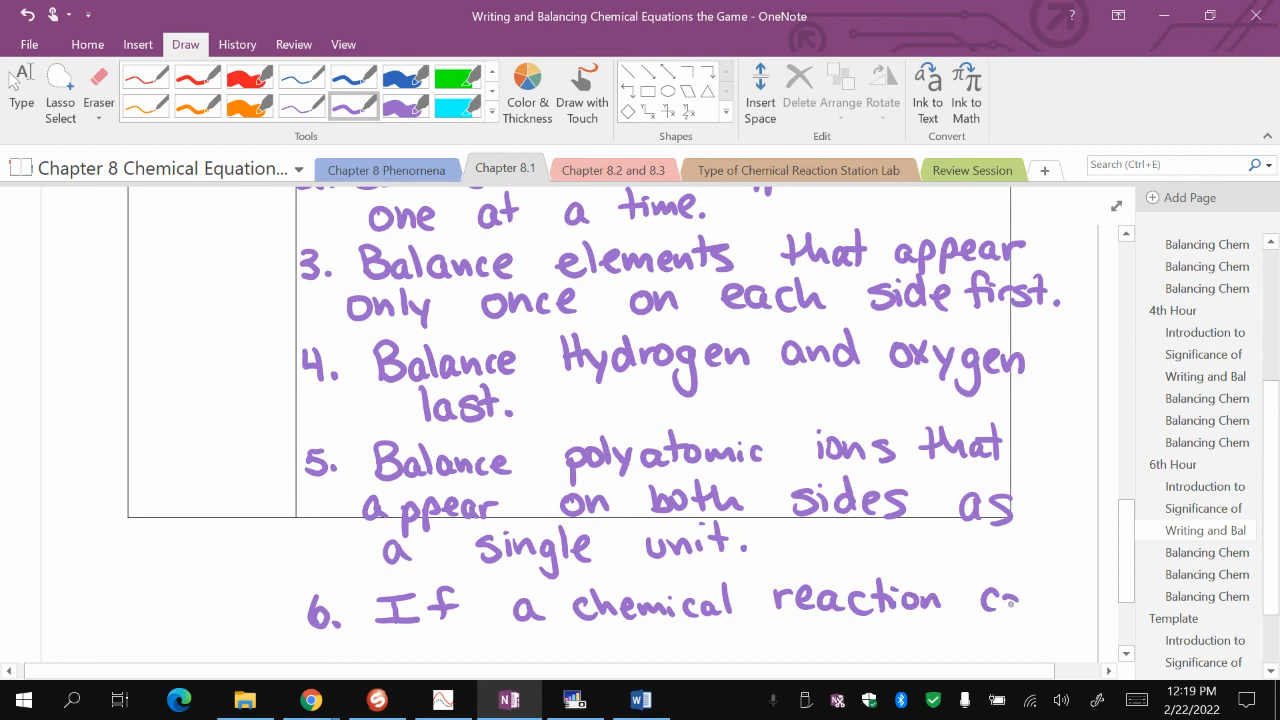 Writing and Balancing Chemical Equations the Game - OneNote
File Home Insert Draw History Review View
Type Lasso Select Eraser Color & Thickness Draw with Touch Insert Space Delete Arrange Rotate Ink to Text Ink to Math
Tools Shapes Edit Convert
Chapter 8 Chemical Equation... Chapter 8 Phenomena Chapter 8.1 Chapter 8.2 and 8.3 Type of Chemical Reaction Station Lab Review Session + Search (Ctrl+E)
Add Page
one at a time.
3. Balance elements that appear
only once on each side first.
4. Balance Hydrogen and oxygen
last.
5. Balance polyatomic ions that
appear on both sides as
a single unit.
6. If a chemical reaction
Balancing Chem
Balancing Chem
Balancing Chem
4th Hour
Introduction to
Significance of
Writing and Bal
Balancing Chem
Balancing Chem
Balancing Chem
6th Hour
Introduction to
Significance of
Writing and Bal
Balancing Chem
Balancing Chem
Balancing Chem
Template
Introduction to
Significance of
12:19 PM
2/22/2022